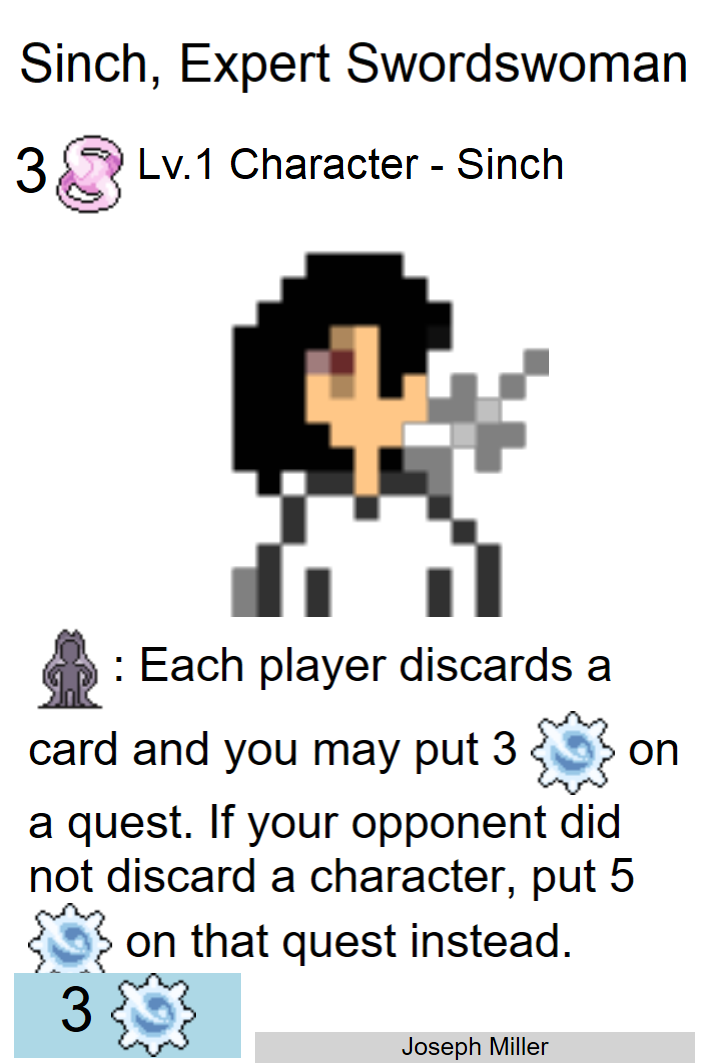 Sinch, Expert Swordswoman
3 Lv.1 Character - Sinch
: Each player discards a
card and you may put 3 on
a quest. If your opponent did
not discard a character, put 5
on that quest instead.
3
Joseph Miller